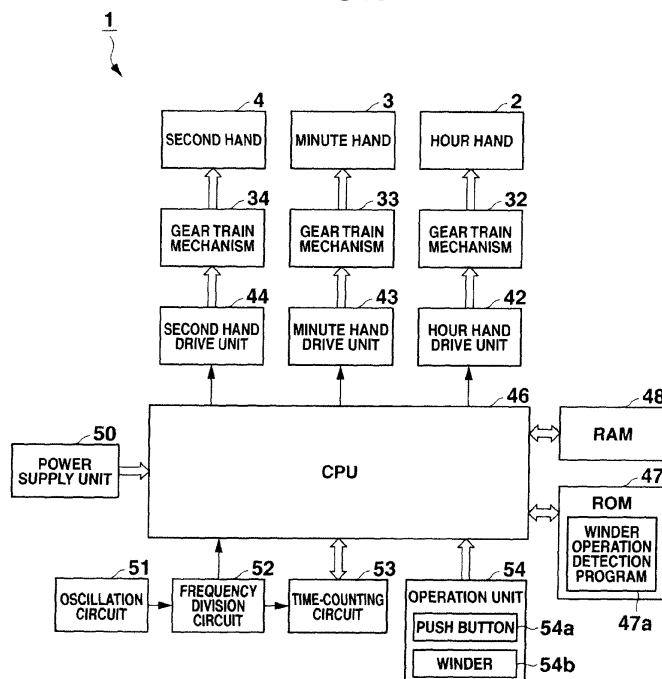 1
4
3
2
SECOND HAND
MINUTE HAND
HOUR HAND
34
33
32
GEAR TRAIN
MECHANISM
GEAR TRAIN
MECHANISM
GEAR TRAIN
MECHANISM
44
43
42
SECOND HAND
DRIVE UNIT
MINUTE HAND
DRIVE UNIT
HOUR HAND
DRIVE UNIT
46
48
50
CPU
RAM
POWER
SUPPLY UNIT
47
ROM
WINDER
OPERATION
DETECTION
PROGRAM
47a
51
52
53
54
OSCILLATION
CIRCUIT
FREQUENCY
DIVISION
CIRCUIT
TIME-COUNTING
CIRCUIT
OPERATION UNIT
PUSH BUTTON
54a
WINDER
54b